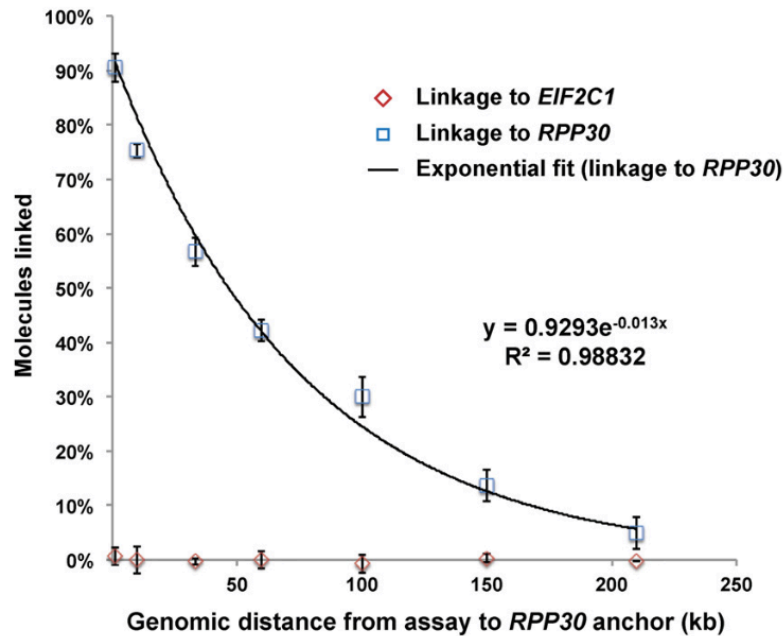 100%
90%
80%
70%
60%
50%
40%
30%
20%
10%
0%
Molecules linked
Linkage to EIF2C1
Linkage to RPP30
Exponential fit (linkage to RPP30)
y = 0.9293e^-0.013x
R² = 0.98832
50 100 150 200 250
Genomic distance from assay to RPP30 anchor (kb)